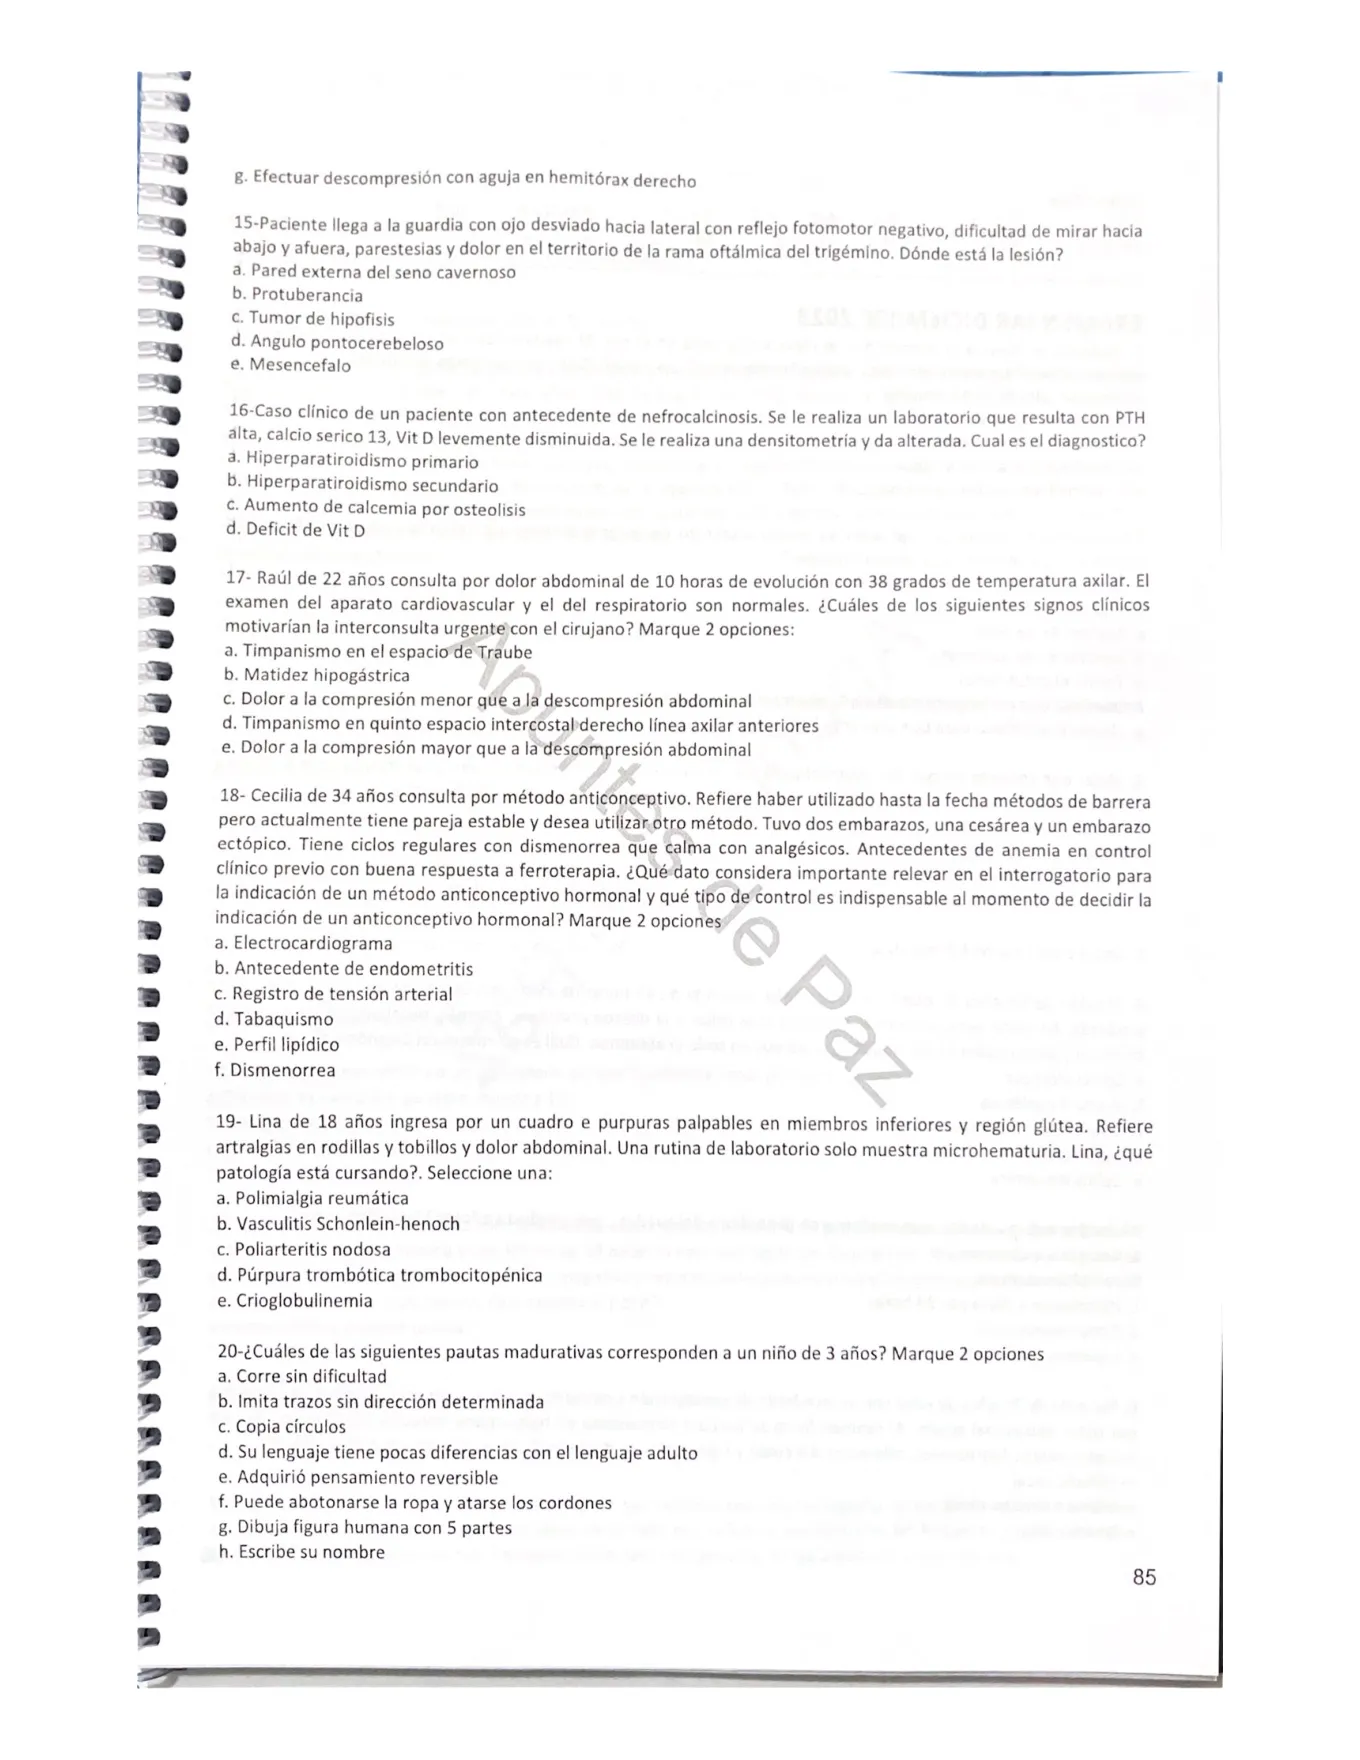 g. Efectuar descompresión con aguja en hemitórax derecho
15-Paciente llega a la guardia con ojo desviado hacia lateral con reflejo fotomotor negativo, dificultad de mirar hacia
abajo y afuera, parestesias y dolor en el territorio de la rama oftálmica del trigémino. Dónde está la lesión?
a. Pared externa del seno cavernoso
b. Protuberancia
c. Tumor de hipofisis
d. Angulo pontocerebeloso
e. Mesencefalo
16-Caso clínico de un paciente con antecedente de nefrocalcinosis. Se le realiza un laboratorio que resulta con PTH
alta, calcio serico 13, Vit D levemente disminuida. Se le realiza una densitometría y da alterada. Cual es el diagnostico?
a. Hiperparatiroidismo primario
b. Hiperparatiroidismo secundario
c. Aumento de calcemia por osteolisis
d. Deficit de Vit D
17- Raúl de 22 años consulta por dolor abdominal de 10 horas de evolución con 38 grados de temperatura axilar. El
examen del aparato cardiovascular y el del respiratorio son normales. ¿Cuáles de los siguientes signos clínicos
motivarían la interconsulta urgente con el cirujano? Marque 2 opciones:
a. Timpanismo en el espacio de Traube
b. Matidez hipogástrica
c. Dolor a la compresión menor que a la descompresión abdominal
d. Timpanismo en quinto espacio intercostal derecho línea axilar anteriores
e. Dolor a la compresión mayor que a la descompresión abdominal
18- Cecilia de 34 años consulta por método anticonceptivo. Refiere haber utilizado hasta la fecha métodos de barrera
pero actualmente tiene pareja estable y desea utilizar otro método. Tuvo dos embarazos, una cesárea y un embarazo
ectópico. Tiene ciclos regulares con dismenorrea que calma con analgésicos. Antecedentes de anemia en control
clínico previo con buena respuesta a ferroterapia. ¿Qué dato considera importante relevar en el interrogatorio para
la indicación de un método anticonceptivo hormonal y qué tipo de control es indispensable al momento de decidir la
indicación de un anticonceptivo hormonal? Marque 2 opciones
a. Electrocardiograma
b. Antecedente de endometritis
c. Registro de tensión arterial
d. Tabaquismo
e. Perfil lipídico
f. Dismenorrea
19- Lina de 18 años ingresa por un cuadro e purpuras palpables en miembros inferiores y región glútea. Refiere
artralgias en rodillas y tobillos y dolor abdominal. Una rutina de laboratorio solo muestra microhematuria. Lina, ¿qué
patología está cursando?. Seleccione una:
a. Polimialgia reumática
b. Vasculitis Schonlein-henoch
c. Poliarteritis nodosa
d. Púrpura trombótica trombocitopénica
e. Crioglobulinemia
20-¿Cuáles de las siguientes pautas madurativas corresponden a un niño de 3 años? Marque 2 opciones
a. Corre sin dificultad
b. Imita trazos sin dirección determinada
c. Copia círculos
d. Su lenguaje tiene pocas diferencias con el lenguaje adulto
e. Adquirió pensamiento reversible
f. Puede abotonarse la ropa y atarse los cordones
g. Dibuja figura humana con 5 partes
h. Escribe su nombre
85
Apuntes de Paz